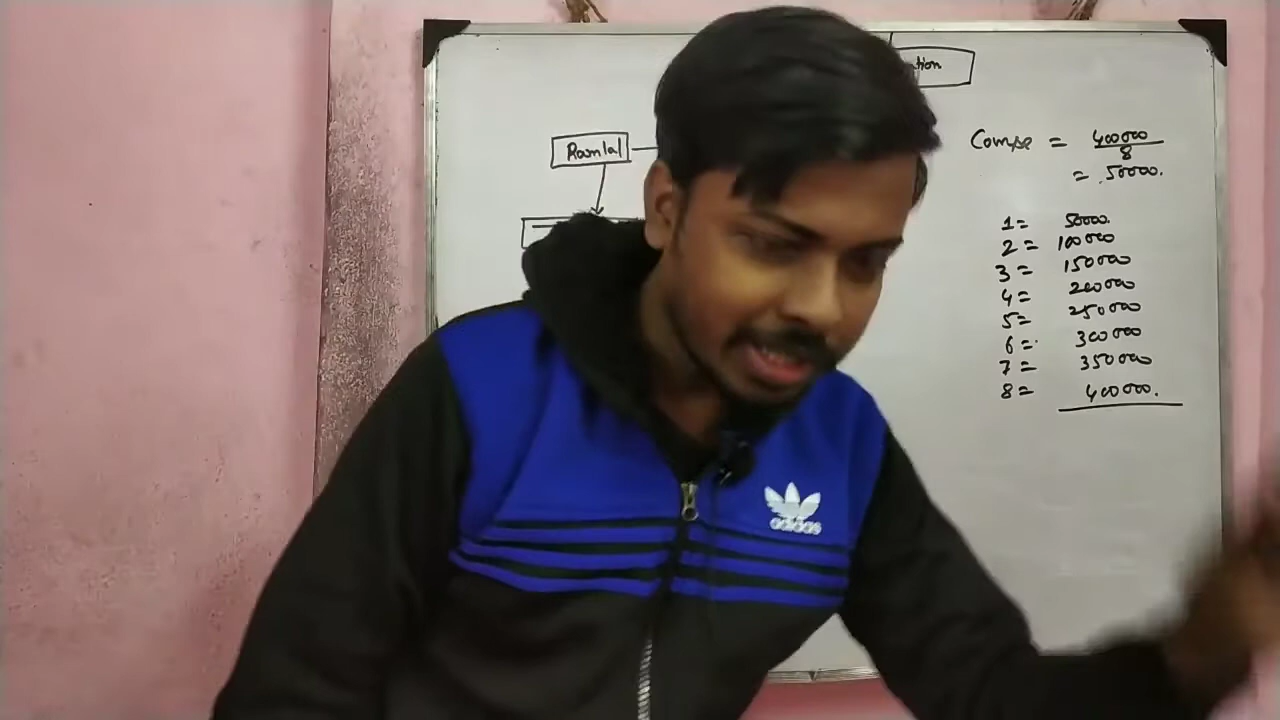 tion
Ramlal
Compse = 400000
8
= 50000.
1= 50000.
2= 100000
3= 150000
4= 200000
5= 250000
6= 300000
7= 350000
8= 400000.
adidas